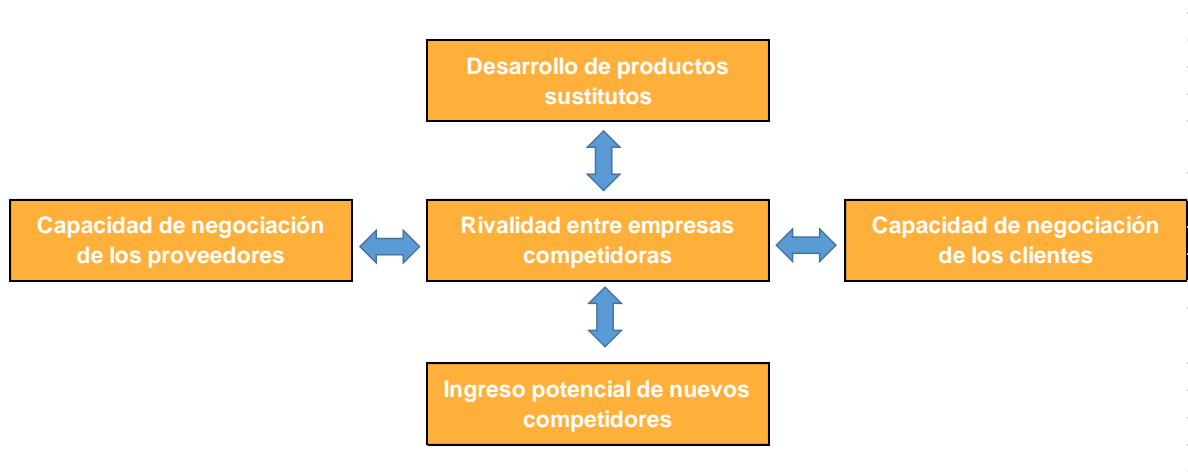 Desarrollo de productos
sustitutos
Capacidad de negociación
de los proveedores
Rivalidad entre empresas
competidoras
Capacidad de negociación
de los clientes
Ingreso potencial de nuevos
competidores